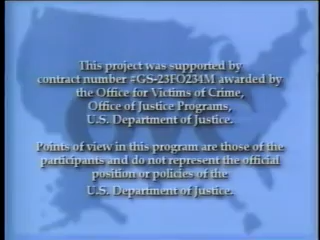 This project was supported by
contract number #GS-23FO234M awarded by
the Office for Victims of Crime,
Office of Justice Programs,
U.S. Department of Justice.
Points of view in this program are those of the
participants and do not represent the official
position or policies of the
U.S. Department of Justice.